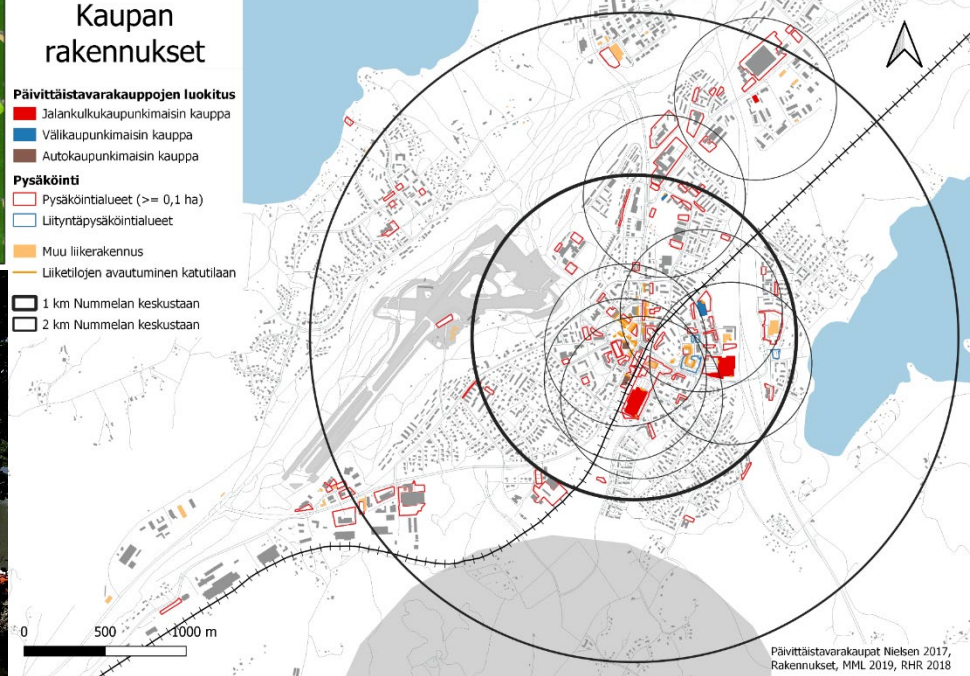 Kaupan
rakennukset
Päivittäistavarakauppojen luokitus
Jalankulkukaupunkimaisin kauppa
Välikaupunkimaisin kauppa
Autokaupunkimaisin kauppa
Pysäköinti
Pysäköintialueet (>= 0,1 ha)
Liityntäpysäköintialueet
Muu liikerakennus
Liiketilojen avautuminen katutilaan
1 km Nummelan keskustaan
2 km Nummelan keskustaan
0 500 1000 m
Päivittäistavarakaupat Nielsen 2017,
Rakennukset, MML 2019, RHR 2018